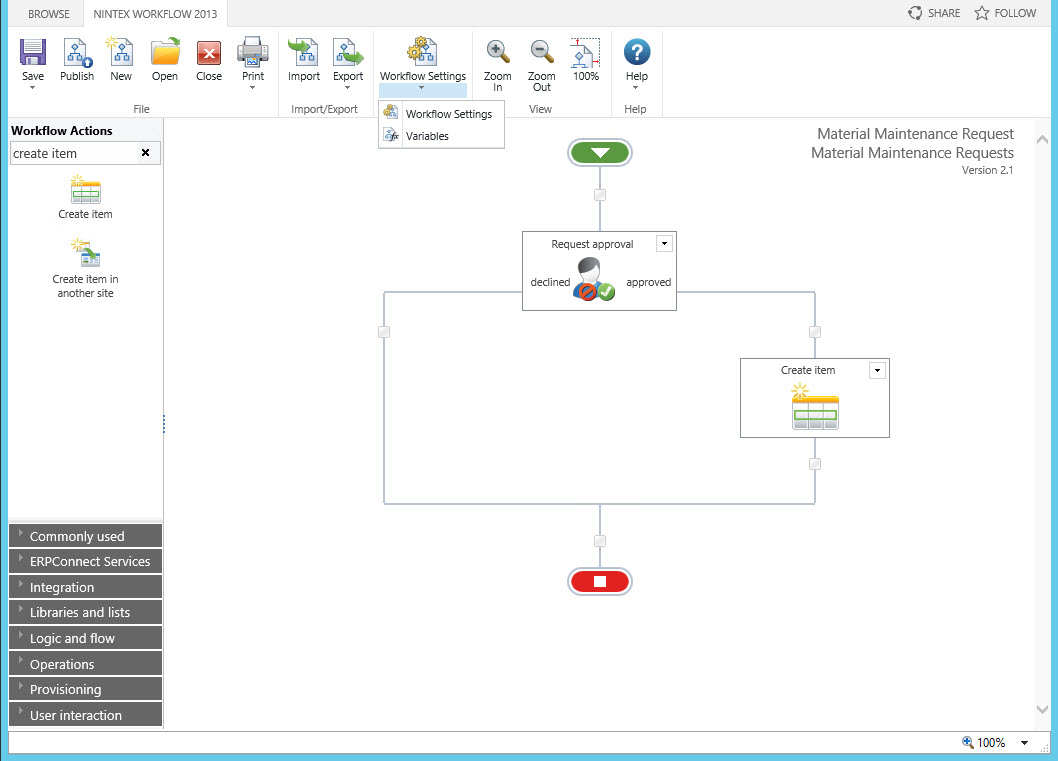 BROWSE
NINTEX WORKFLOW 2013
SHARE
FOLLOW
Save
Publish
New
Open
Close
Print
Import
Export
Workflow Settings
Zoom
In
Zoom
Out
100%
Help
File
Import/Export
View
Help
Workflow Settings
Variables
Workflow Actions
create item
Create item
Create item in
another site
Material Maintenance Request
Material Maintenance Requests
Version 2.1
Request approval
declined
approved
Create item
Commonly used
ERPConnect Services
Integration
Libraries and lists
Logic and flow
Operations
Provisioning
User interaction
100%